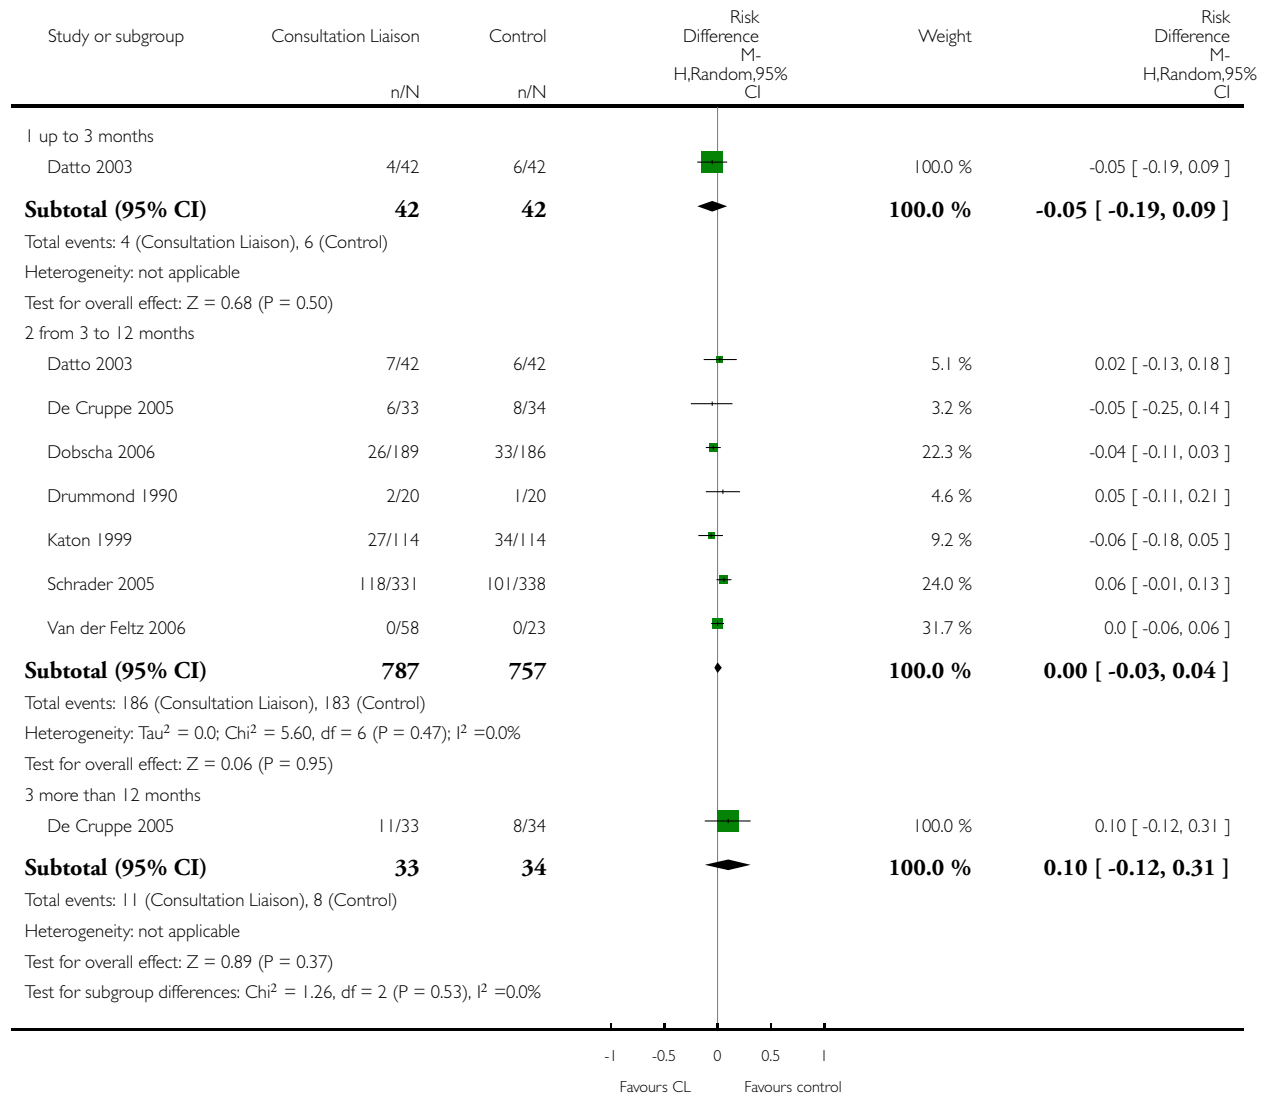 Study or subgroup Consultation Liaison Control Risk Difference M-H,Random,95% CI Weight Risk Difference M-H,Random,95% CI
n/N n/N
1 up to 3 months
Datto 2003 4/42 6/42 100.0 % -0.05 [ -0.19, 0.09 ]
Subtotal (95% CI) 42 42 100.0 % -0.05 [ -0.19, 0.09 ]
Total events: 4 (Consultation Liaison), 6 (Control)
Heterogeneity: not applicable
Test for overall effect: Z = 0.68 (P = 0.50)
2 from 3 to 12 months
Datto 2003 7/42 6/42 5.1 % 0.02 [ -0.13, 0.18 ]
De Cruppe 2005 6/33 8/34 3.2 % -0.05 [ -0.25, 0.14 ]
Dobscha 2006 26/189 33/186 22.3 % -0.04 [ -0.11, 0.03 ]
Drummond 1990 2/20 1/20 4.6 % 0.05 [ -0.11, 0.21 ]
Katon 1999 27/114 34/114 9.2 % -0.06 [ -0.18, 0.05 ]
Schrader 2005 118/331 101/338 24.0 % 0.06 [ -0.01, 0.13 ]
Van der Feltz 2006 0/58 0/23 31.7 % 0.0 [ -0.06, 0.06 ]
Subtotal (95% CI) 787 757 100.0 % 0.00 [ -0.03, 0.04 ]
Total events: 186 (Consultation Liaison), 183 (Control)
Heterogeneity: Tau² = 0.0; Chi² = 5.60, df = 6 (P = 0.47); I² =0.0%
Test for overall effect: Z = 0.06 (P = 0.95)
3 more than 12 months
De Cruppe 2005 11/33 8/34 100.0 % 0.10 [ -0.12, 0.31 ]
Subtotal (95% CI) 33 34 100.0 % 0.10 [ -0.12, 0.31 ]
Total events: 11 (Consultation Liaison), 8 (Control)
Heterogeneity: not applicable
Test for overall effect: Z = 0.89 (P = 0.37)
Test for subgroup differences: Chi² = 1.26, df = 2 (P = 0.53), I² =0.0%
-1 -0.5 0 0.5 1
Favours CL Favours control